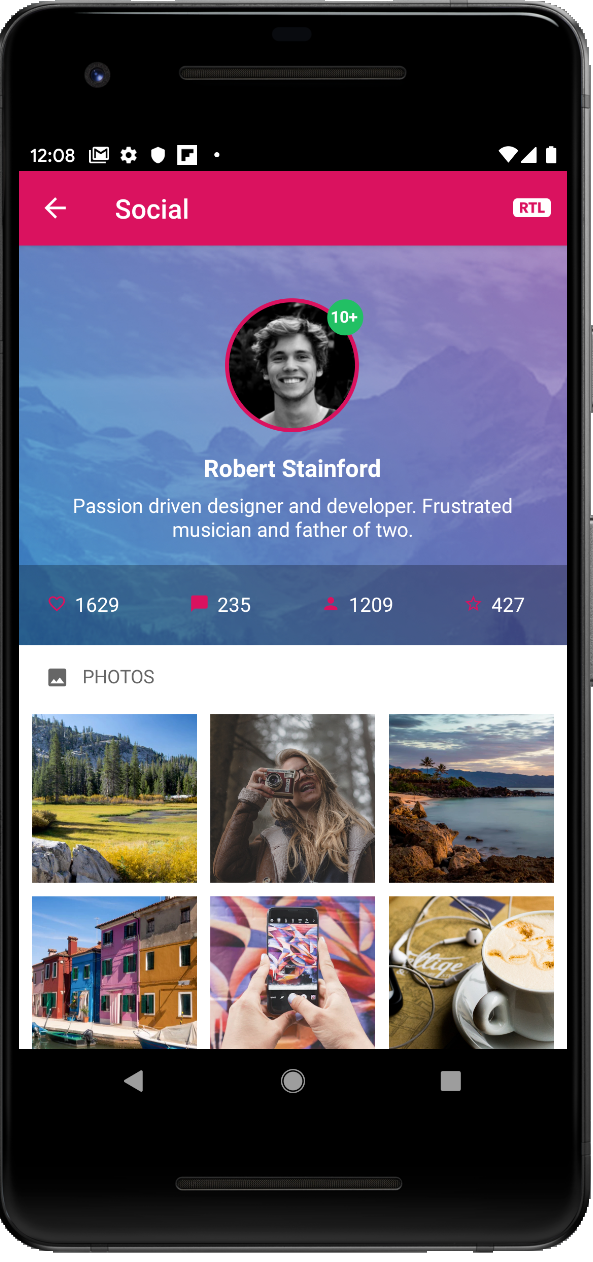 12:08
Social
RTL
10+
Robert Stainford
Passion driven designer and developer. Frustrated
musician and father of two.
1629
235
1209
427
PHOTOS